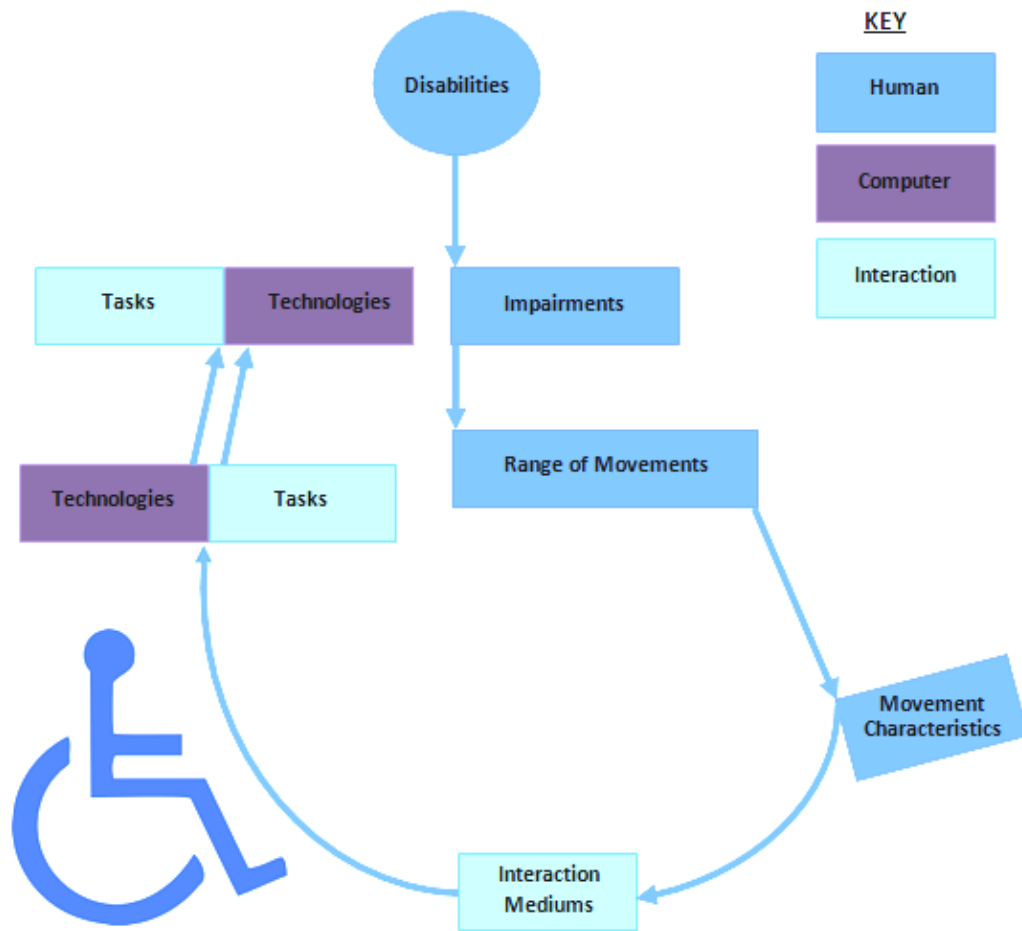 KEY
Disabilities
Human
Computer
Interaction
Tasks
Technologies
Impairments
Range of Movements
Technologies
Tasks
Movement
Characteristics
Interaction
Mediums